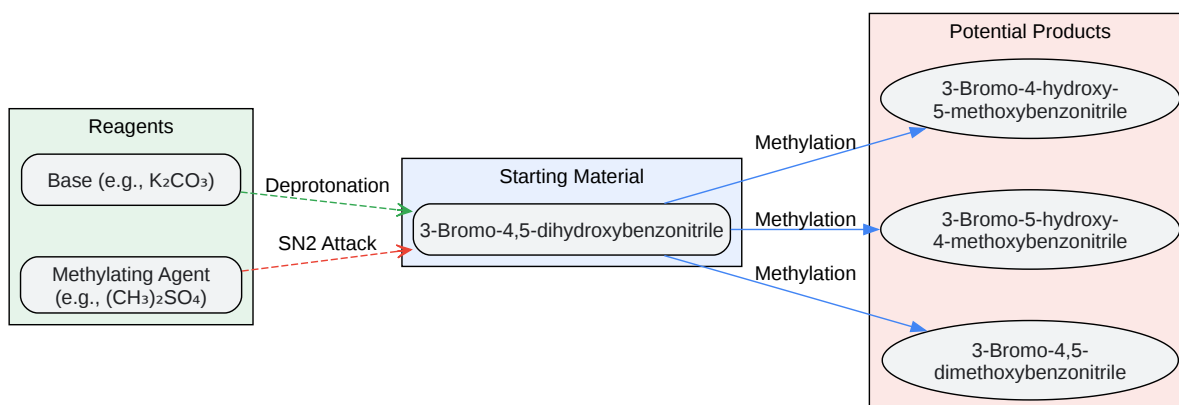 Potential Products
3-Bromo-4-hydroxy-
5-methoxybenzonitrile
Reagents
Methylation
Base (e.g., K₂CO₃)
Deprotonation
Starting Material
3-Bromo-4,5-dihydroxybenzonitrile
Methylation
3-Bromo-5-hydroxy-
4-methoxybenzonitrile
SN2 Attack
Methylating Agent
(e.g., (CH₃)₂SO₄)
Methylation
3-Bromo-4,5-
dimethoxybenzonitrile